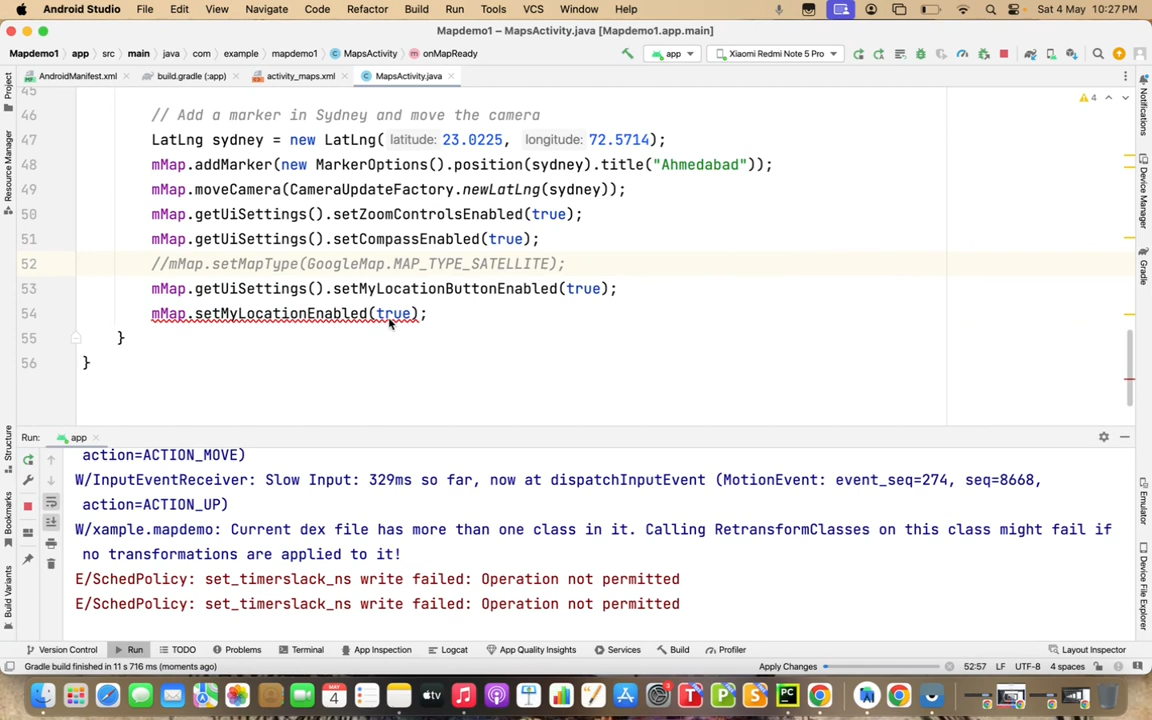 Android Studio File Edit View Navigate Code Refactor Build Run Tools VCS Window Help Sat 4 May 10:27 PM
Mapdemo1 – MapsActivity.java [Mapdemo1.app.main]
Mapdemo1 app src main java com example mapdemo1 MapsActivity onMapReady app Xiaomi Redmi Note 5 Pro
AndroidManifest.xml build.gradle (:app) activity_maps.xml MapsActivity.java
45
4
46 // Add a marker in Sydney and move the camera
47 LatLng sydney = new LatLng( latitude: 23.0225, longitude: 72.5714);
48 mMap.addMarker(new MarkerOptions().position(sydney).title("Ahmedabad"));
49 mMap.moveCamera(CameraUpdateFactory.newLatLng(sydney));
50 mMap.getUiSettings().setZoomControlsEnabled(true);
51 mMap.getUiSettings().setCompassEnabled(true);
52 //mMap.setMapType(GoogleMap.MAP_TYPE_SATELLITE);
53 mMap.getUiSettings().setMyLocationButtonEnabled(true);
54 mMap.setMyLocationEnabled(true);
55 }
56 }
Project
Resource Manager
Structure
Bookmarks
Build Variants
Notifications
Device Manager
Gradle
Emulator
Device File Explorer
Run: app
action=ACTION_MOVE)
W/InputEventReceiver: Slow Input: 329ms so far, now at dispatchInputEvent (MotionEvent: event_seq=274, seq=8668,
action=ACTION_UP)
W/xample.mapdemo: Current dex file has more than one class in it. Calling RetransformClasses on this class might fail if
no transformations are applied to it!
E/SchedPolicy: set_timerslack_ns write failed: Operation not permitted
E/SchedPolicy: set_timerslack_ns write failed: Operation not permitted
Version Control Run TODO Problems Terminal App Inspection Logcat App Quality Insights Services Build Profiler Layout Inspector
Gradle build finished in 11 s 716 ms (moments ago) Apply Changes 52:57 LF UTF-8 4 spaces
MAY
4
tv
T P S PC